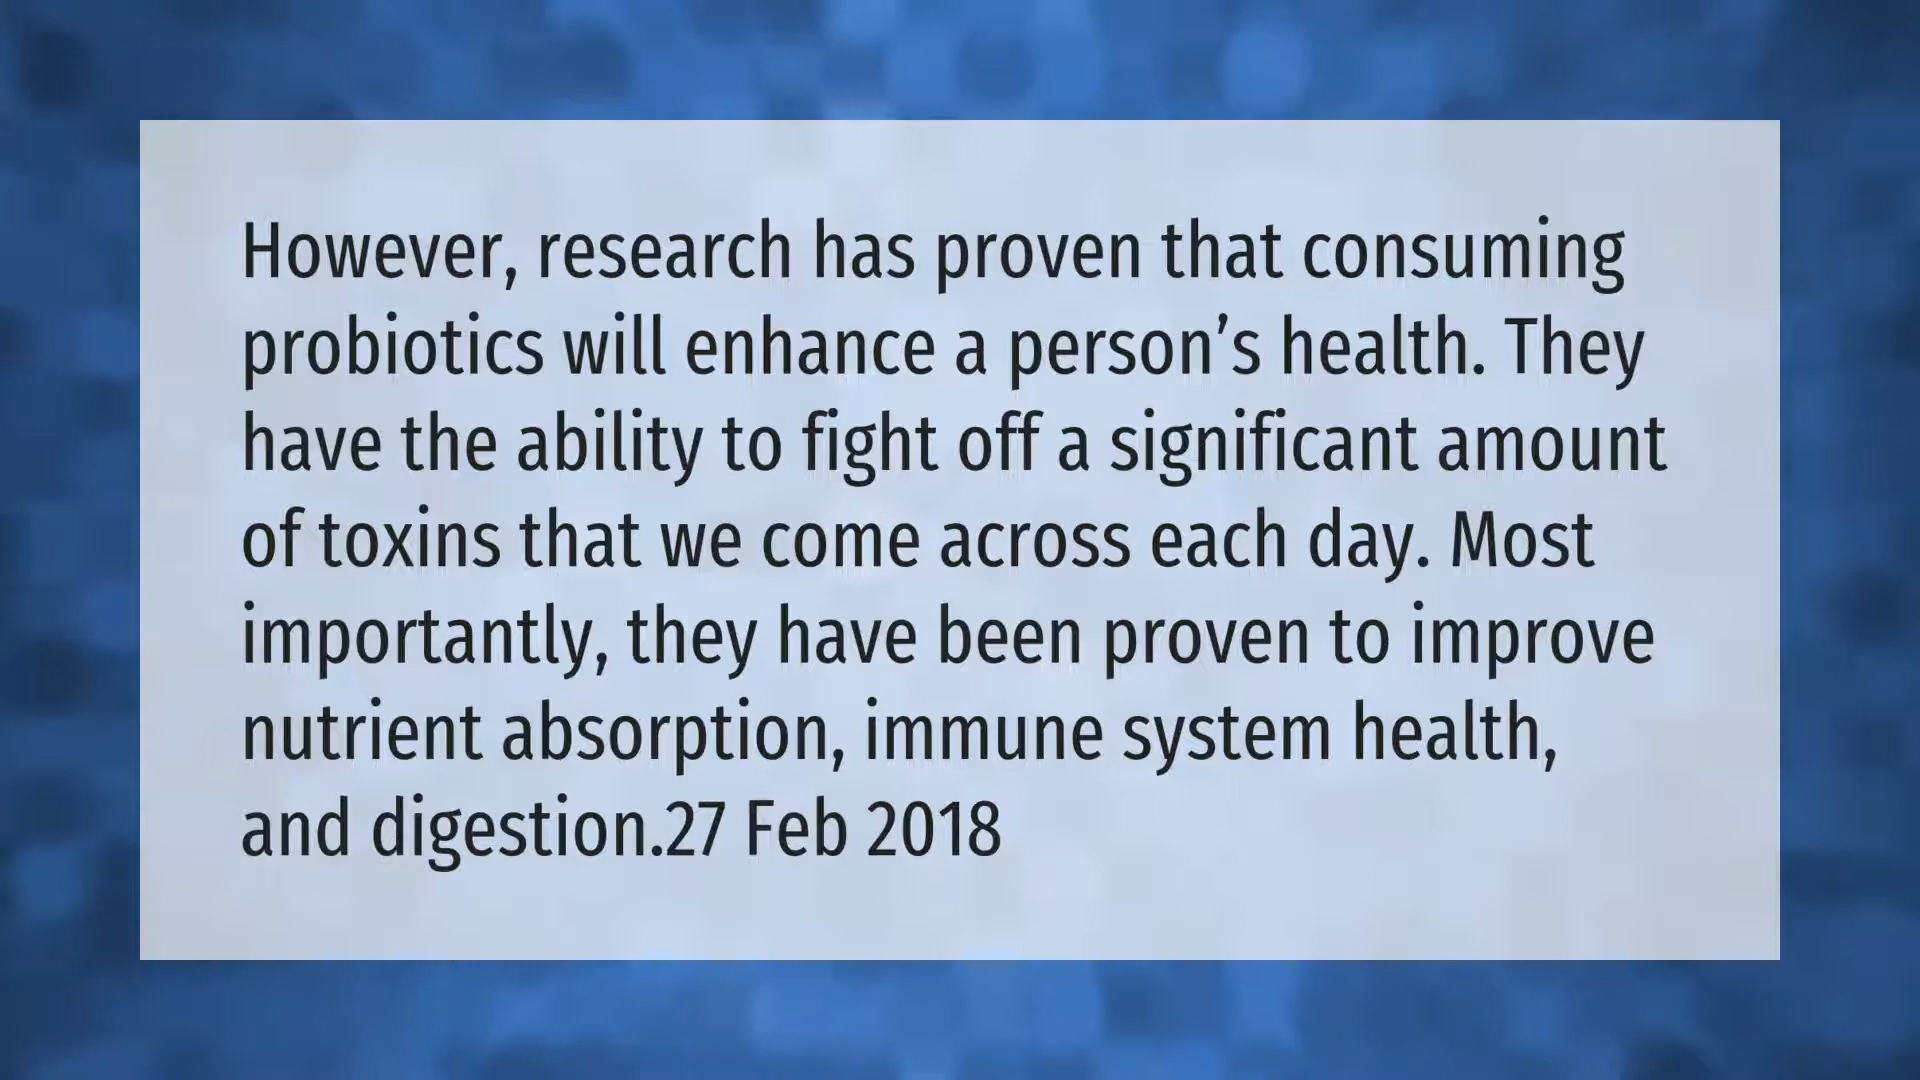 However, research has proven that consuming
probiotics will enhance a person’s health. They
have the ability to fight off a significant amount
of toxins that we come across each day. Most
importantly, they have been proven to improve
nutrient absorption, immune system health,
and digestion.27 Feb 2018